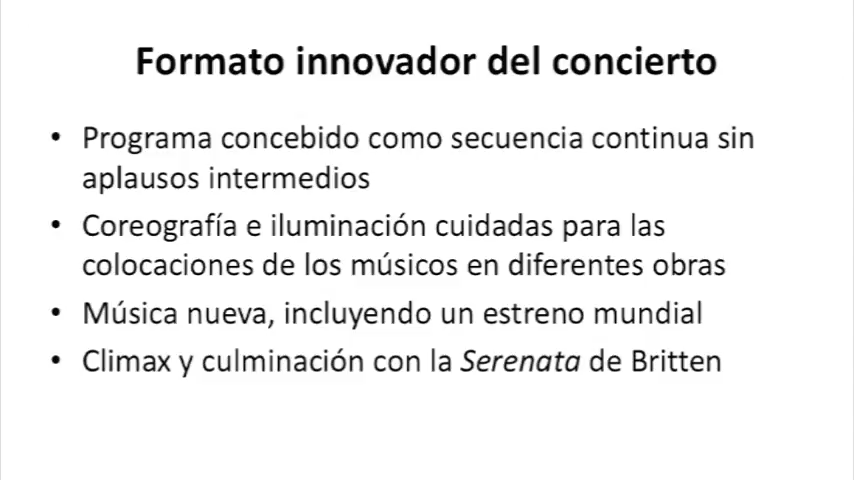 Formato innovador del concierto
• Programa concebido como secuencia continua sin
aplausos intermedios
• Coreografía e iluminación cuidadas para las
colocaciones de los músicos en diferentes obras
• Música nueva, incluyendo un estreno mundial
• Climax y culminación con la Serenata de Britten